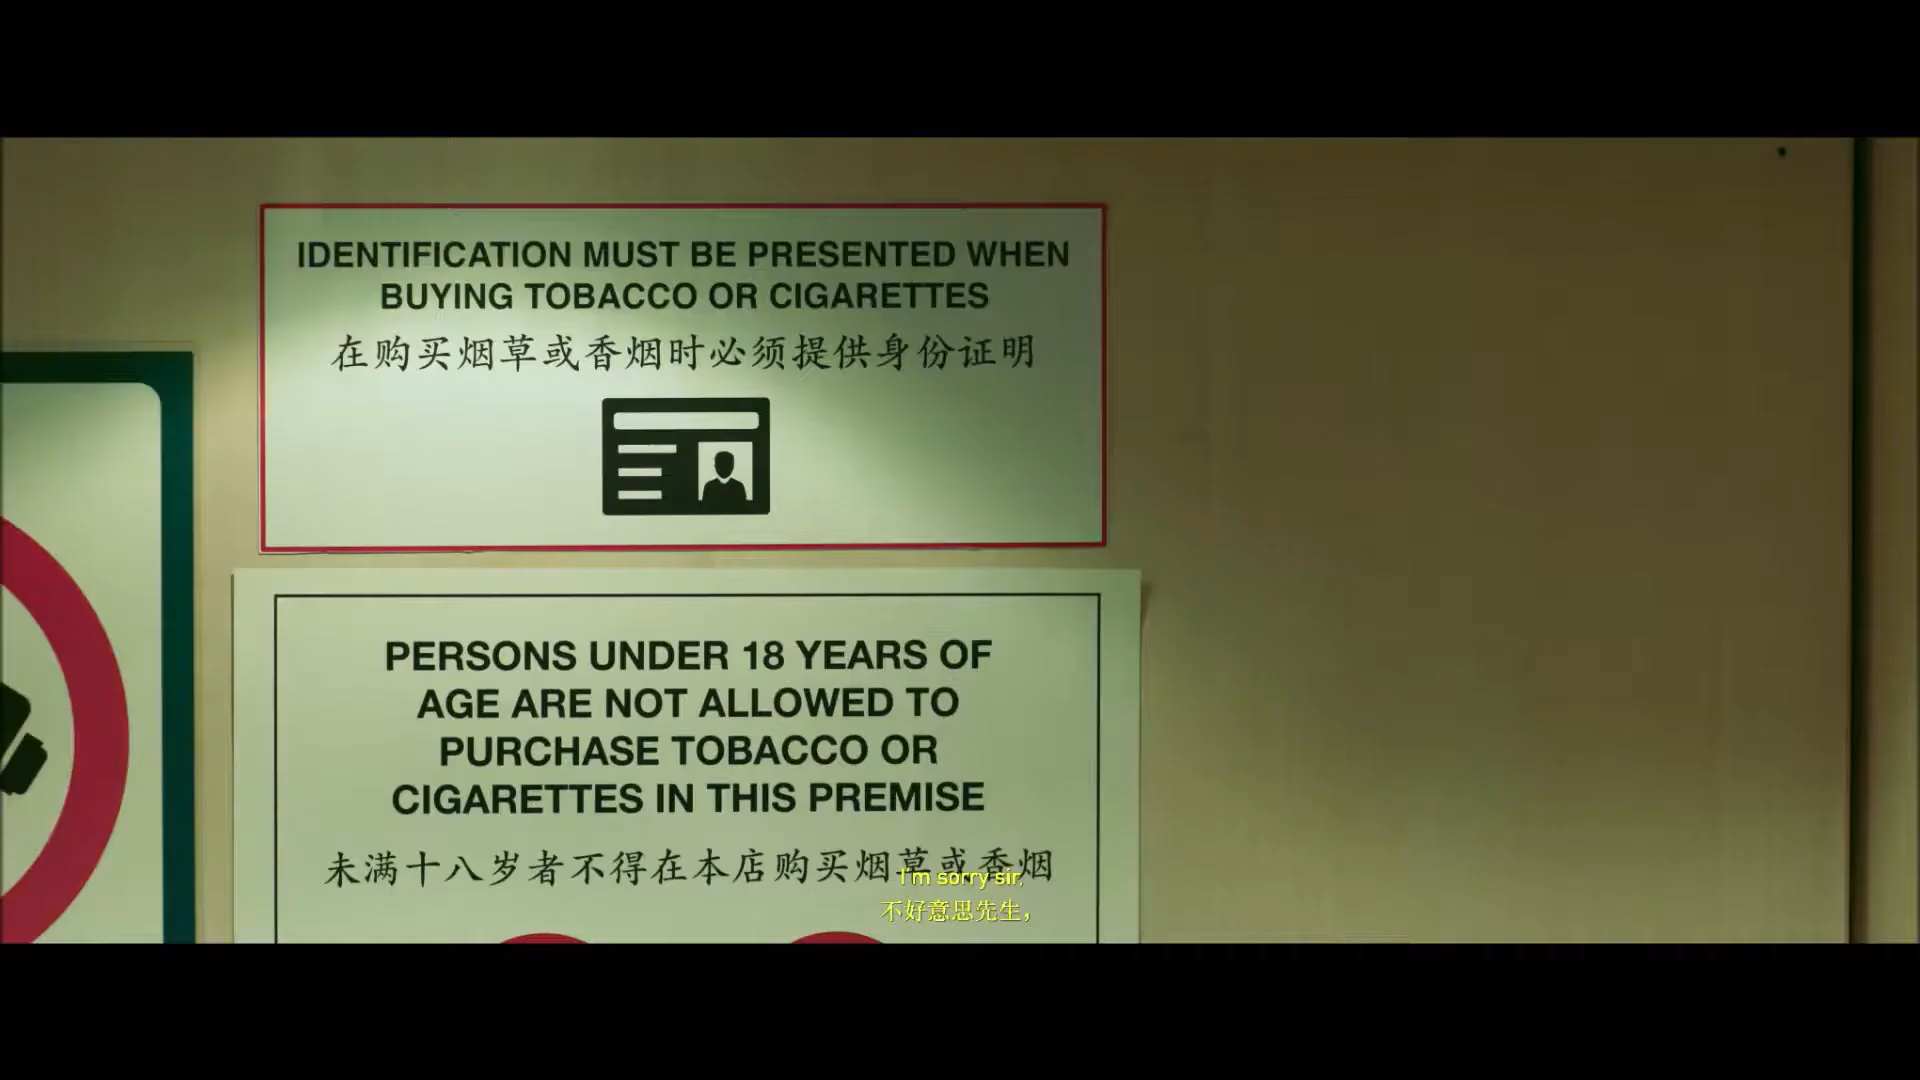 IDENTIFICATION MUST BE PRESENTED WHEN
BUYING TOBACCO OR CIGARETTES
在购买烟草或香烟时必须提供身份证明
PERSONS UNDER 18 YEARS OF
AGE ARE NOT ALLOWED TO
PURCHASE TOBACCO OR
CIGARETTES IN THIS PREMISE
未满十八岁者不得在本店购买烟草或香烟
I'm sorry sir,
不好意思先生，